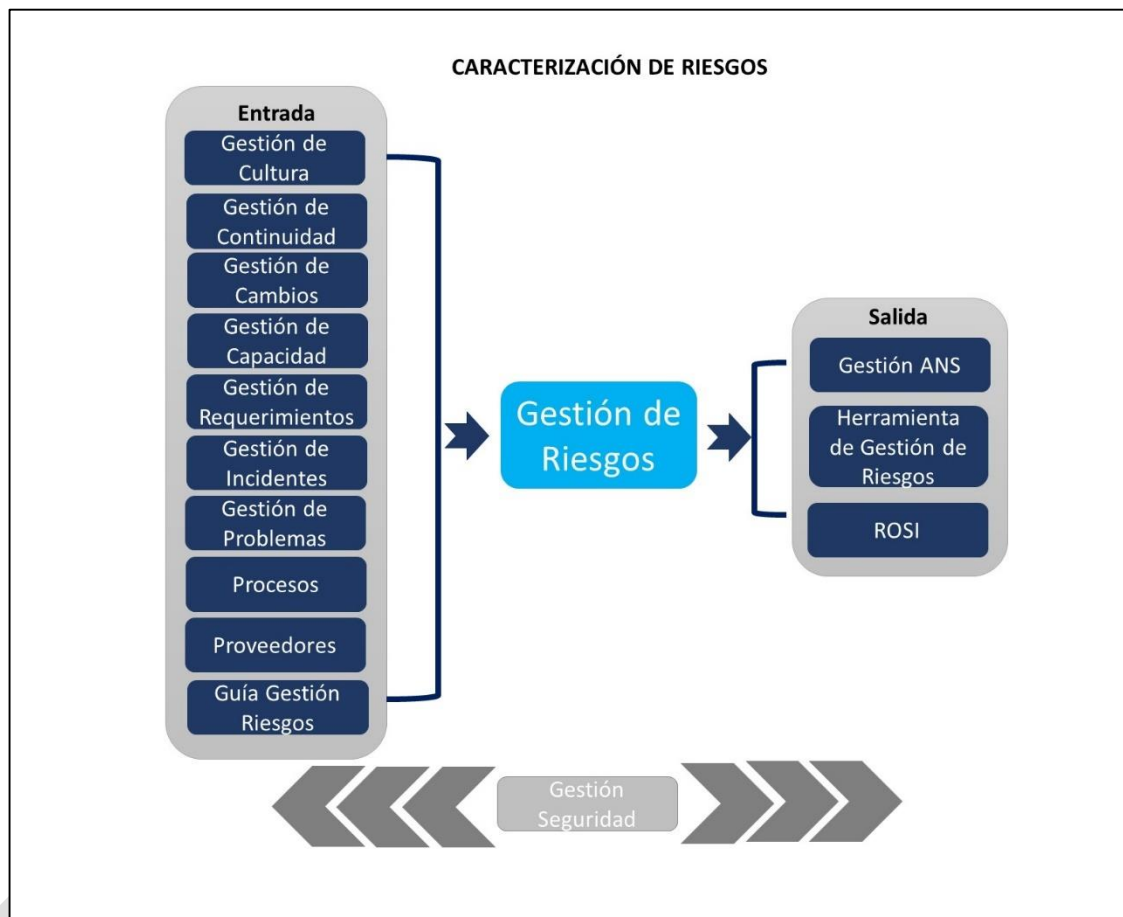 CARACTERIZACIÓN DE RIESGOS
Entrada
Gestión de
Cultura
Gestión de
Continuidad
Gestión de
Cambios
Gestión de
Capacidad
Gestión de
Requerimientos
Gestión de
Incidentes
Gestión de
Problemas
Procesos
Proveedores
Guía Gestión
Riesgos
Gestión de
Riesgos
Salida
Gestión ANS
Herramienta
de Gestión de
Riesgos
ROSI
Gestión
Seguridad